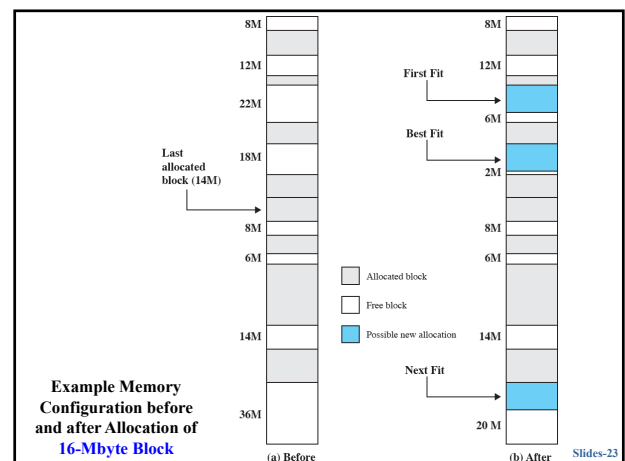 8M
12M
22M
18M
Last
allocated
block (14M)
8M
6M
14M
36M
(a) Before
8M
12M
First Fit
6M
Best Fit
2M
8M
6M
Allocated block
Free block
Possible new allocation
14M
Next Fit
20 M
(b) After
Example Memory
Configuration before
and after Allocation of
16-Mbyte Block
Slides-23